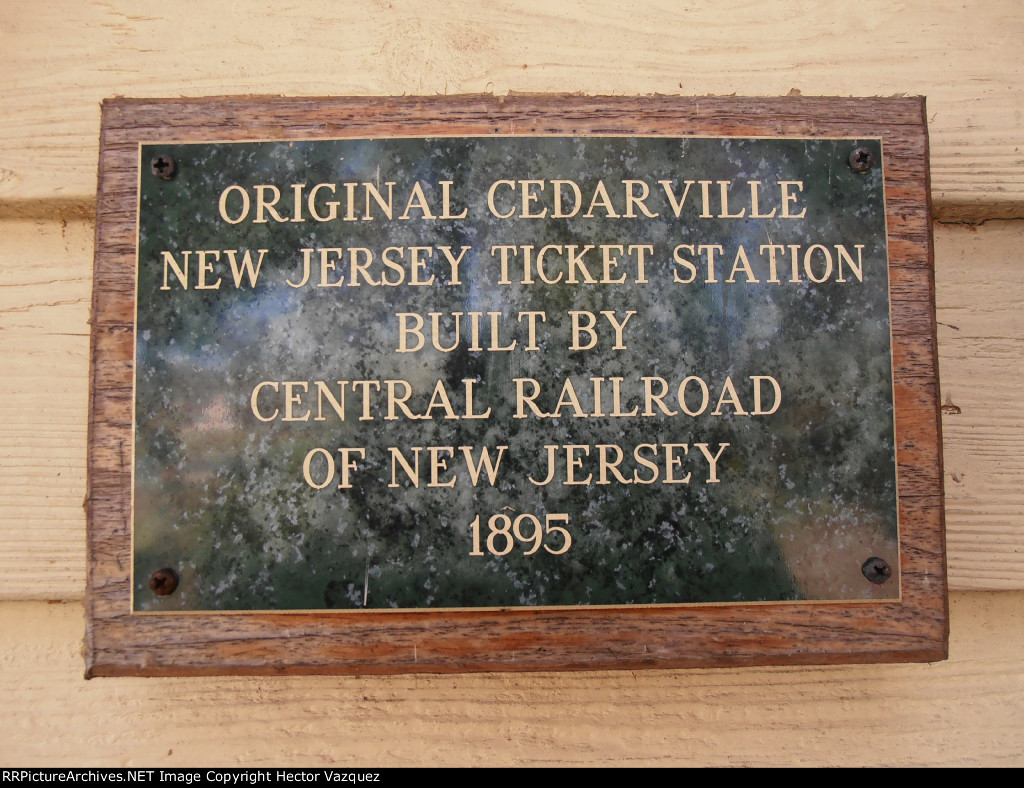 ORIGINAL CEDARVILLE
NEW JERSEY TICKET STATION
BUILT BY
CENTRAL RAILROAD
OF NEW JERSEY
1895
RRPictureArchives.NET Image Copyright Hector Vazquez